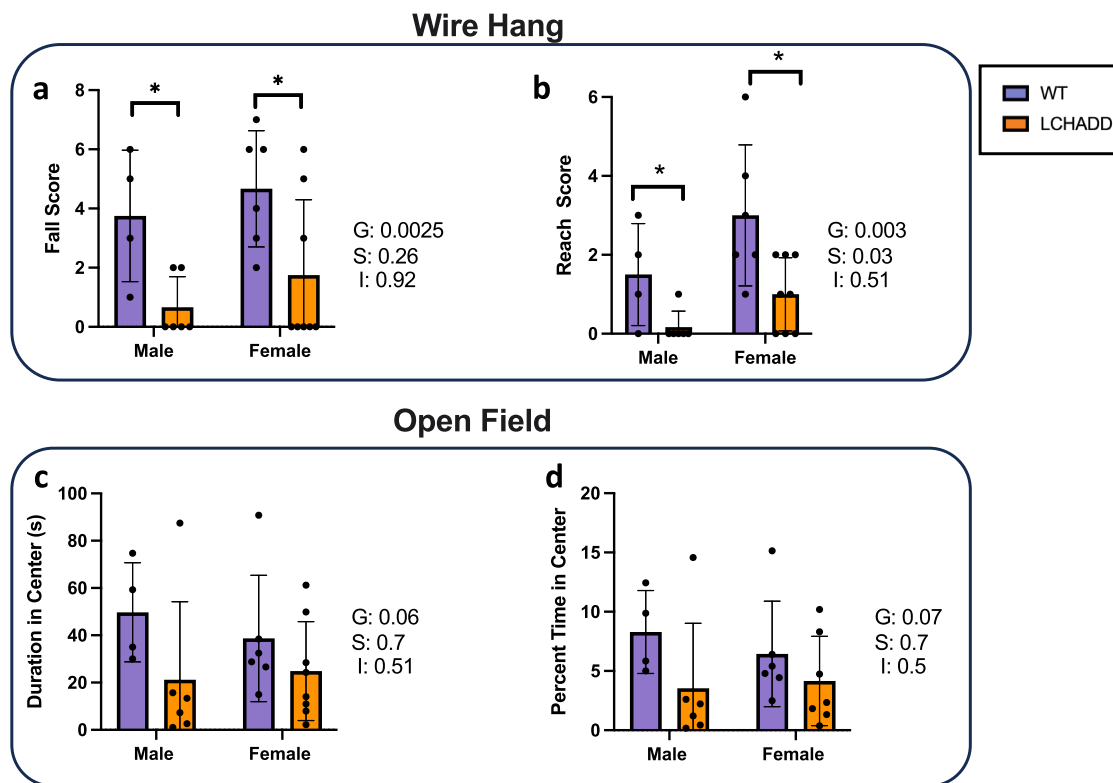 Wire Hang
a
*
*
Fall Score
8
6
4
2
0
Male
Female
G: 0.0025
S: 0.26
I: 0.92
b
*
*
Reach Score
6
4
2
0
Male
Female
G: 0.003
S: 0.03
I: 0.51
WT
LCHADD
Open Field
c
Duration in Center (s)
100
80
60
40
20
0
Male
Female
G: 0.06
S: 0.7
I: 0.51
d
Percent Time in Center
20
15
10
5
0
Male
Female
G: 0.07
S: 0.7
I: 0.5